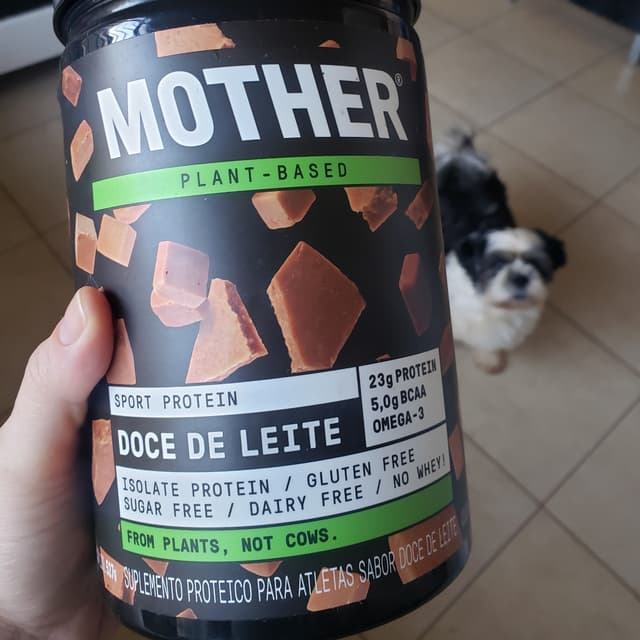 MOTHER®
PLANT-BASED
SPORT PROTEIN
DOCE DE LEITE
23g PROTEIN
5,0g BCAA
OMEGA-3
ISOLATE PROTEIN / GLUTEN FREE
SUGAR FREE / DAIRY FREE / NO WHEY!
FROM PLANTS, NOT COWS.
SUPLEMENTO PROTEICO PARA ATLETAS SABOR DOCE DE LEITE